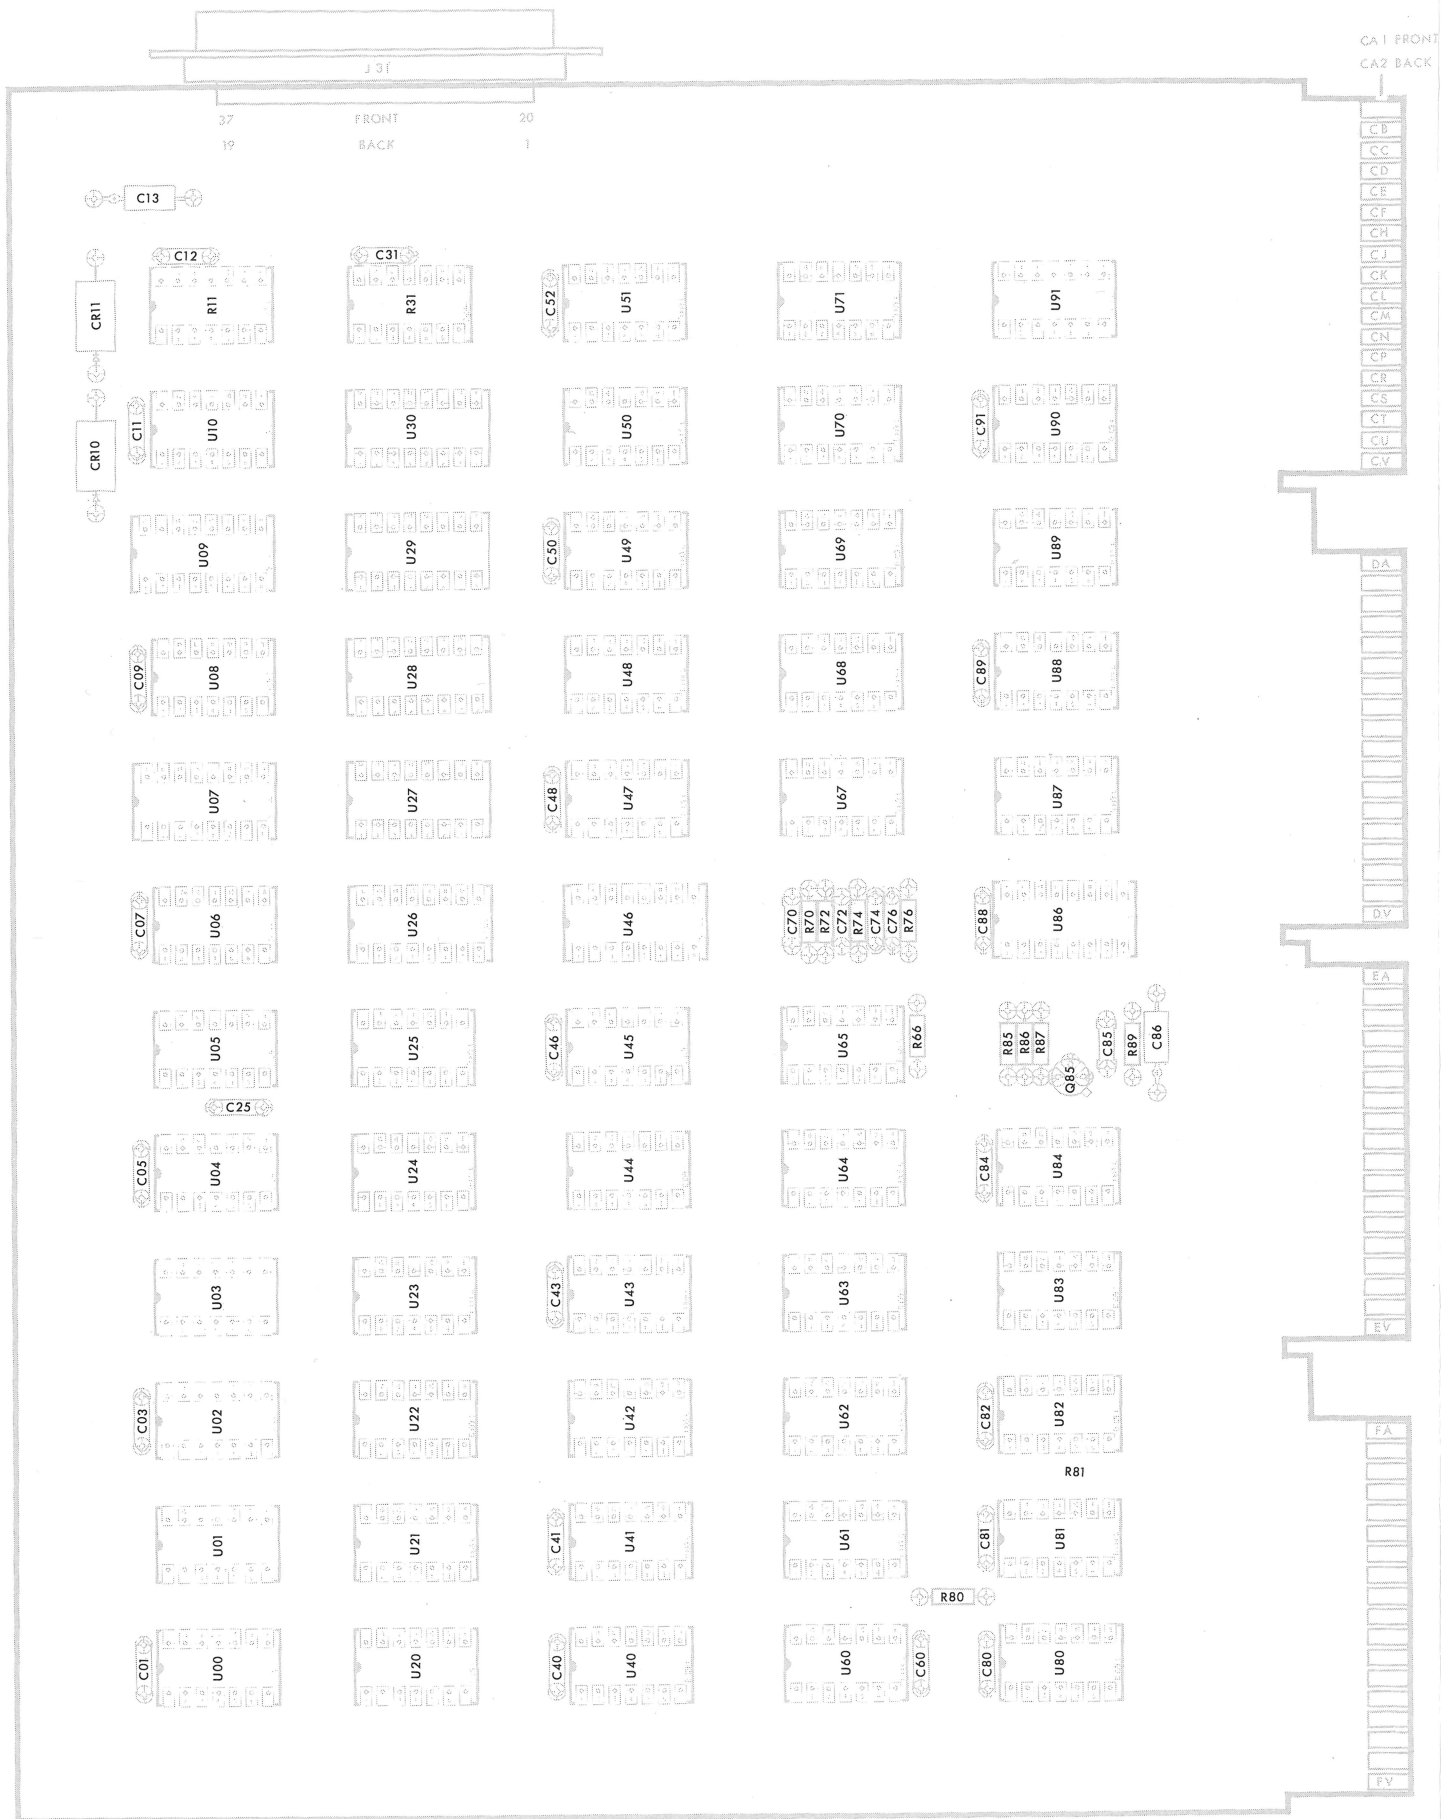 CA1 FRONT
CA2 BACK
J31
37 FRONT 20
19 BACK 1
CB
CC
CD
CE
CF
CH
CJ
CK
CL
CM
CN
CP
CR
CS
CT
CU
CV
C13
C12 C31
CR11 R11 R31 C52 U51 U71 U91
CR10 C11 U10 U30 U50 U70 C91 U90
U09 U29 C50 U49 U69 U89
DA
C09 U08 U28 U48 U68 C89 U88
U07 U27 C48 U47 U67 U87
C07 U06 U26 U46 C70 R70 R72 C72 R74 C74 C76 R76 C88 U86
DV
EA
U05 U25 C46 U45 U65 R66 R85 R86 R87 C85 R89 C86
Q85
C25
C05 U04 U24 U44 U64 C84 U84
U03 U23 C43 U43 U63 U83
EV
C03 U02 U22 U42 U62 C82 U82
FA
R81
U01 U21 C41 U41 U61 C81 U81
R80
C01 U00 U20 C40 U40 U60 C60 C80 U80
FV